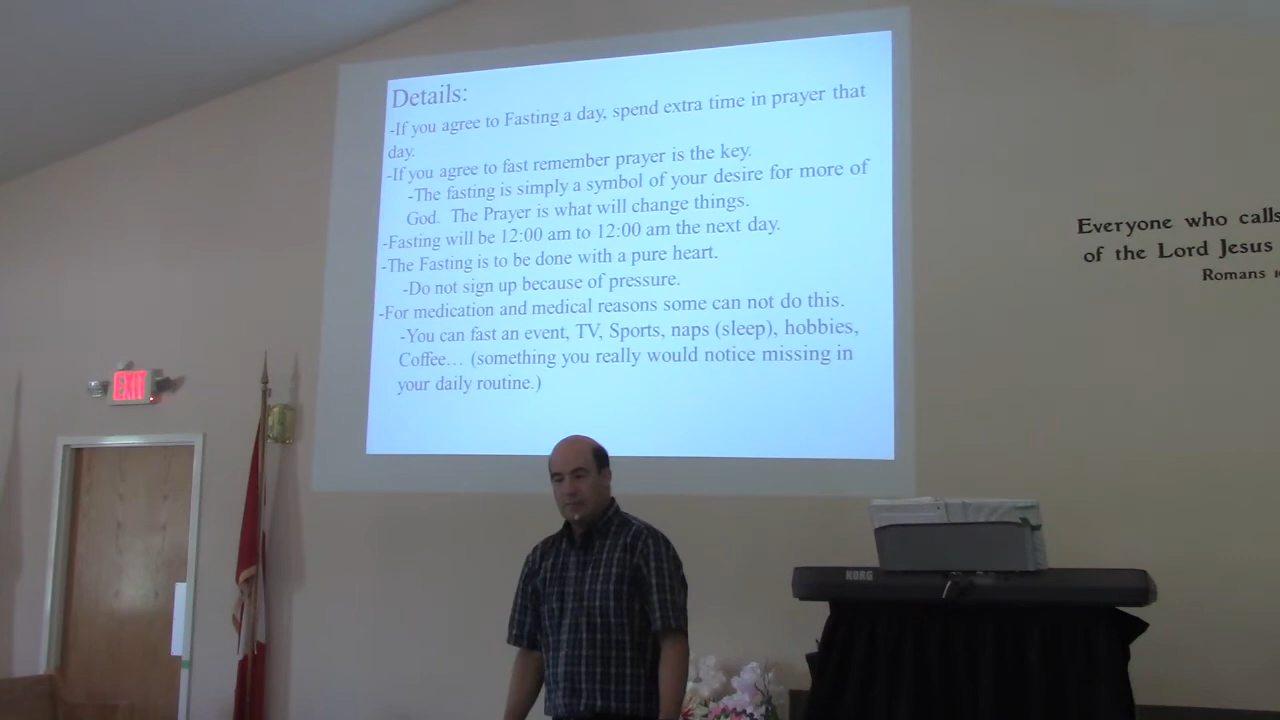 Details:
-If you agree to Fasting a day, spend extra time in prayer that
day.
-If you agree to fast remember prayer is the key.
-The fasting is simply a symbol of your desire for more of
God. The Prayer is what will change things.
-Fasting will be 12:00 am to 12:00 am the next day.
-The Fasting is to be done with a pure heart.
-Do not sign up because of pressure.
-For medication and medical reasons some can not do this.
-You can fast an event, TV, Sports, naps (sleep), hobbies,
Coffee… (something you really would notice missing in
your daily routine.)
Everyone who calls
of the Lord Jesus
Romans
EXIT
KORG